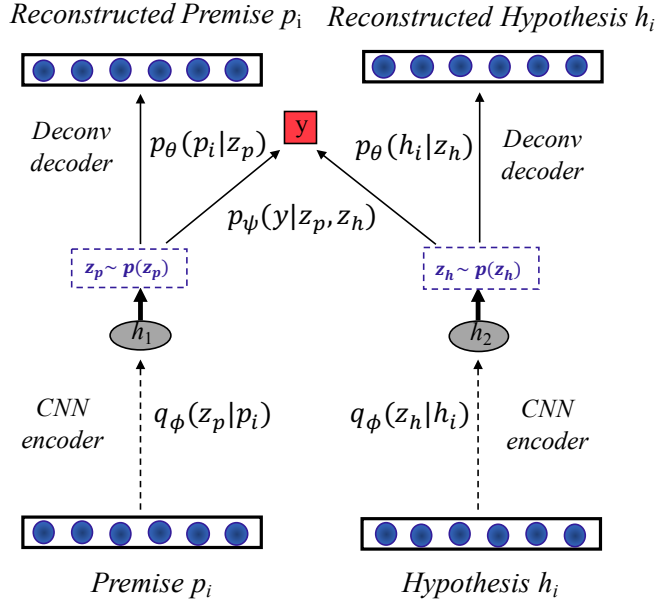 Reconstructed Premise pᵢ
Reconstructed Hypothesis hᵢ
Deconv
decoder
p_θ(pᵢ|z_p)
y
p_θ(hᵢ|z_h)
Deconv
decoder
p_ψ(y|z_p, z_h)
z_p~ p(z_p)
z_h~ p(z_h)
h₁
h₂
CNN
encoder
q_ϕ(z_p|pᵢ)
q_ϕ(z_h|hᵢ)
CNN
encoder
Premise pᵢ
Hypothesis hᵢ